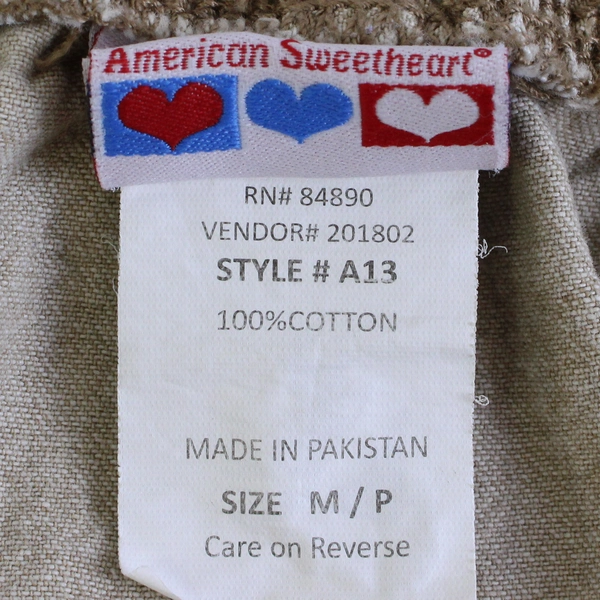 American Sweetheart®
RN# 84890
VENDOR# 201802
STYLE # A13
100%COTTON
MADE IN PAKISTAN
SIZE M / P
Care on Reverse